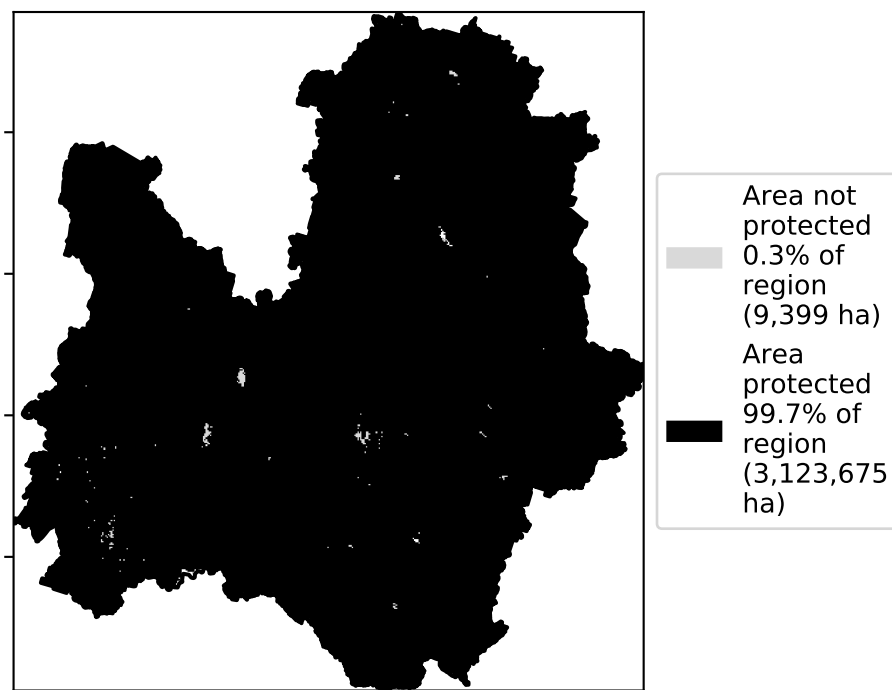 Area not
protected
0.3% of
region
(9,399 ha)
Area
protected
99.7% of
region
(3,123,675
ha)